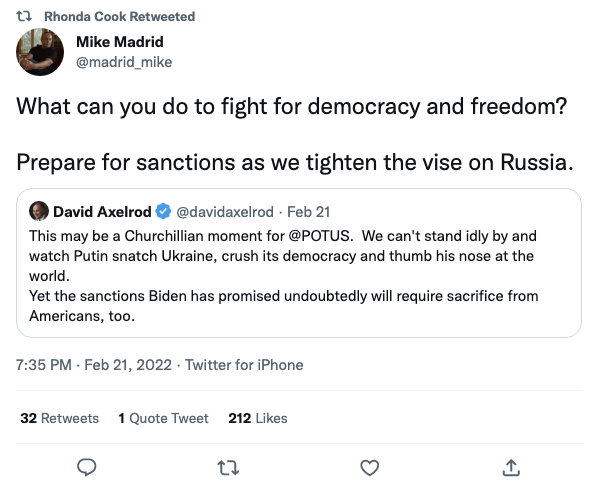 Rhonda Cook Retweeted
Mike Madrid
@madrid_mike
What can you do to fight for democracy and freedom?
Prepare for sanctions as we tighten the vise on Russia.
David Axelrod @davidaxelrod · Feb 21
This may be a Churchillian moment for @POTUS.  We can't stand idly by and
watch Putin snatch Ukraine, crush its democracy and thumb his nose at the
world.
Yet the sanctions Biden has promised undoubtedly will require sacrifice from
Americans, too.
7:35 PM · Feb 21, 2022 · Twitter for iPhone
32 Retweets 1 Quote Tweet 212 Likes